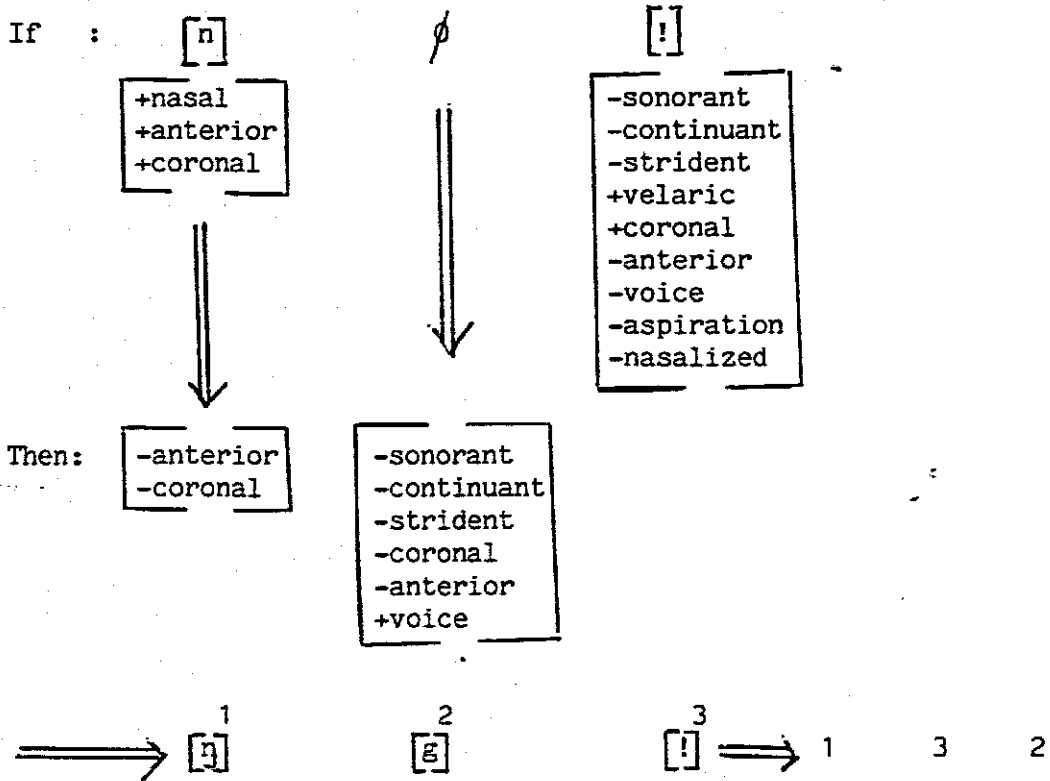 If : [n] ∅ [!]
+nasal
+anterior
+coronal
-sonorant
-continuant
-strident
+velaric
+coronal
-anterior
-voice
-aspiration
-nasalized
Then:
-anterior
-coronal
-sonorant
-continuant
-strident
-coronal
-anterior
+voice
1 2 3
⟹ [ŋ] [g] [!] ⟹ 1 3 2